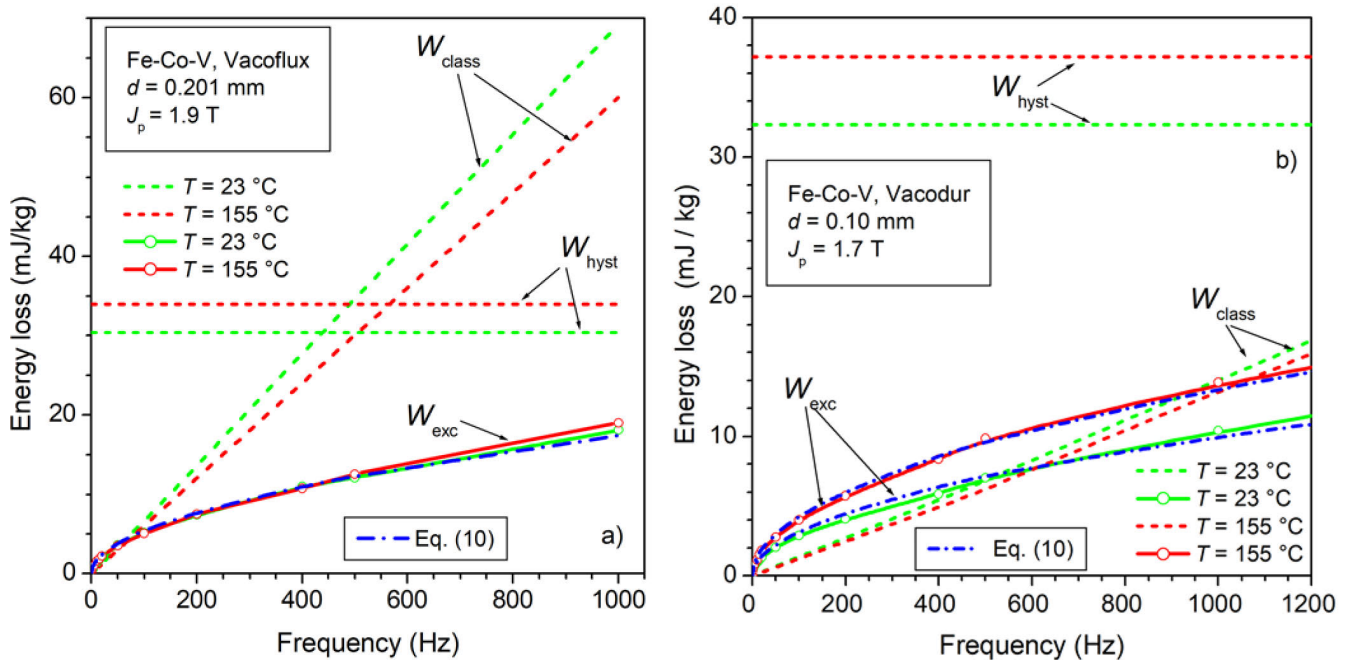 Fe-Co-V, Vacoflux
d = 0.201 mm
Jp = 1.9 T
T = 23 °C
T = 155 °C
T = 23 °C
T = 155 °C
Wclass
Whyst
Wexc
Eq. (10)
a)
Energy loss (mJ/kg)
60
40
20
0
0 200 400 600 800 1000
Frequency (Hz)
Whyst
b)
Fe-Co-V, Vacodur
d = 0.10 mm
Jp = 1.7 T
Wclass
Wexc
T = 23 °C
T = 23 °C
T = 155 °C
T = 155 °C
Eq. (10)
Energy loss (mJ / kg)
40
30
20
10
0
0 200 400 600 800 1000 1200
Frequency (Hz)